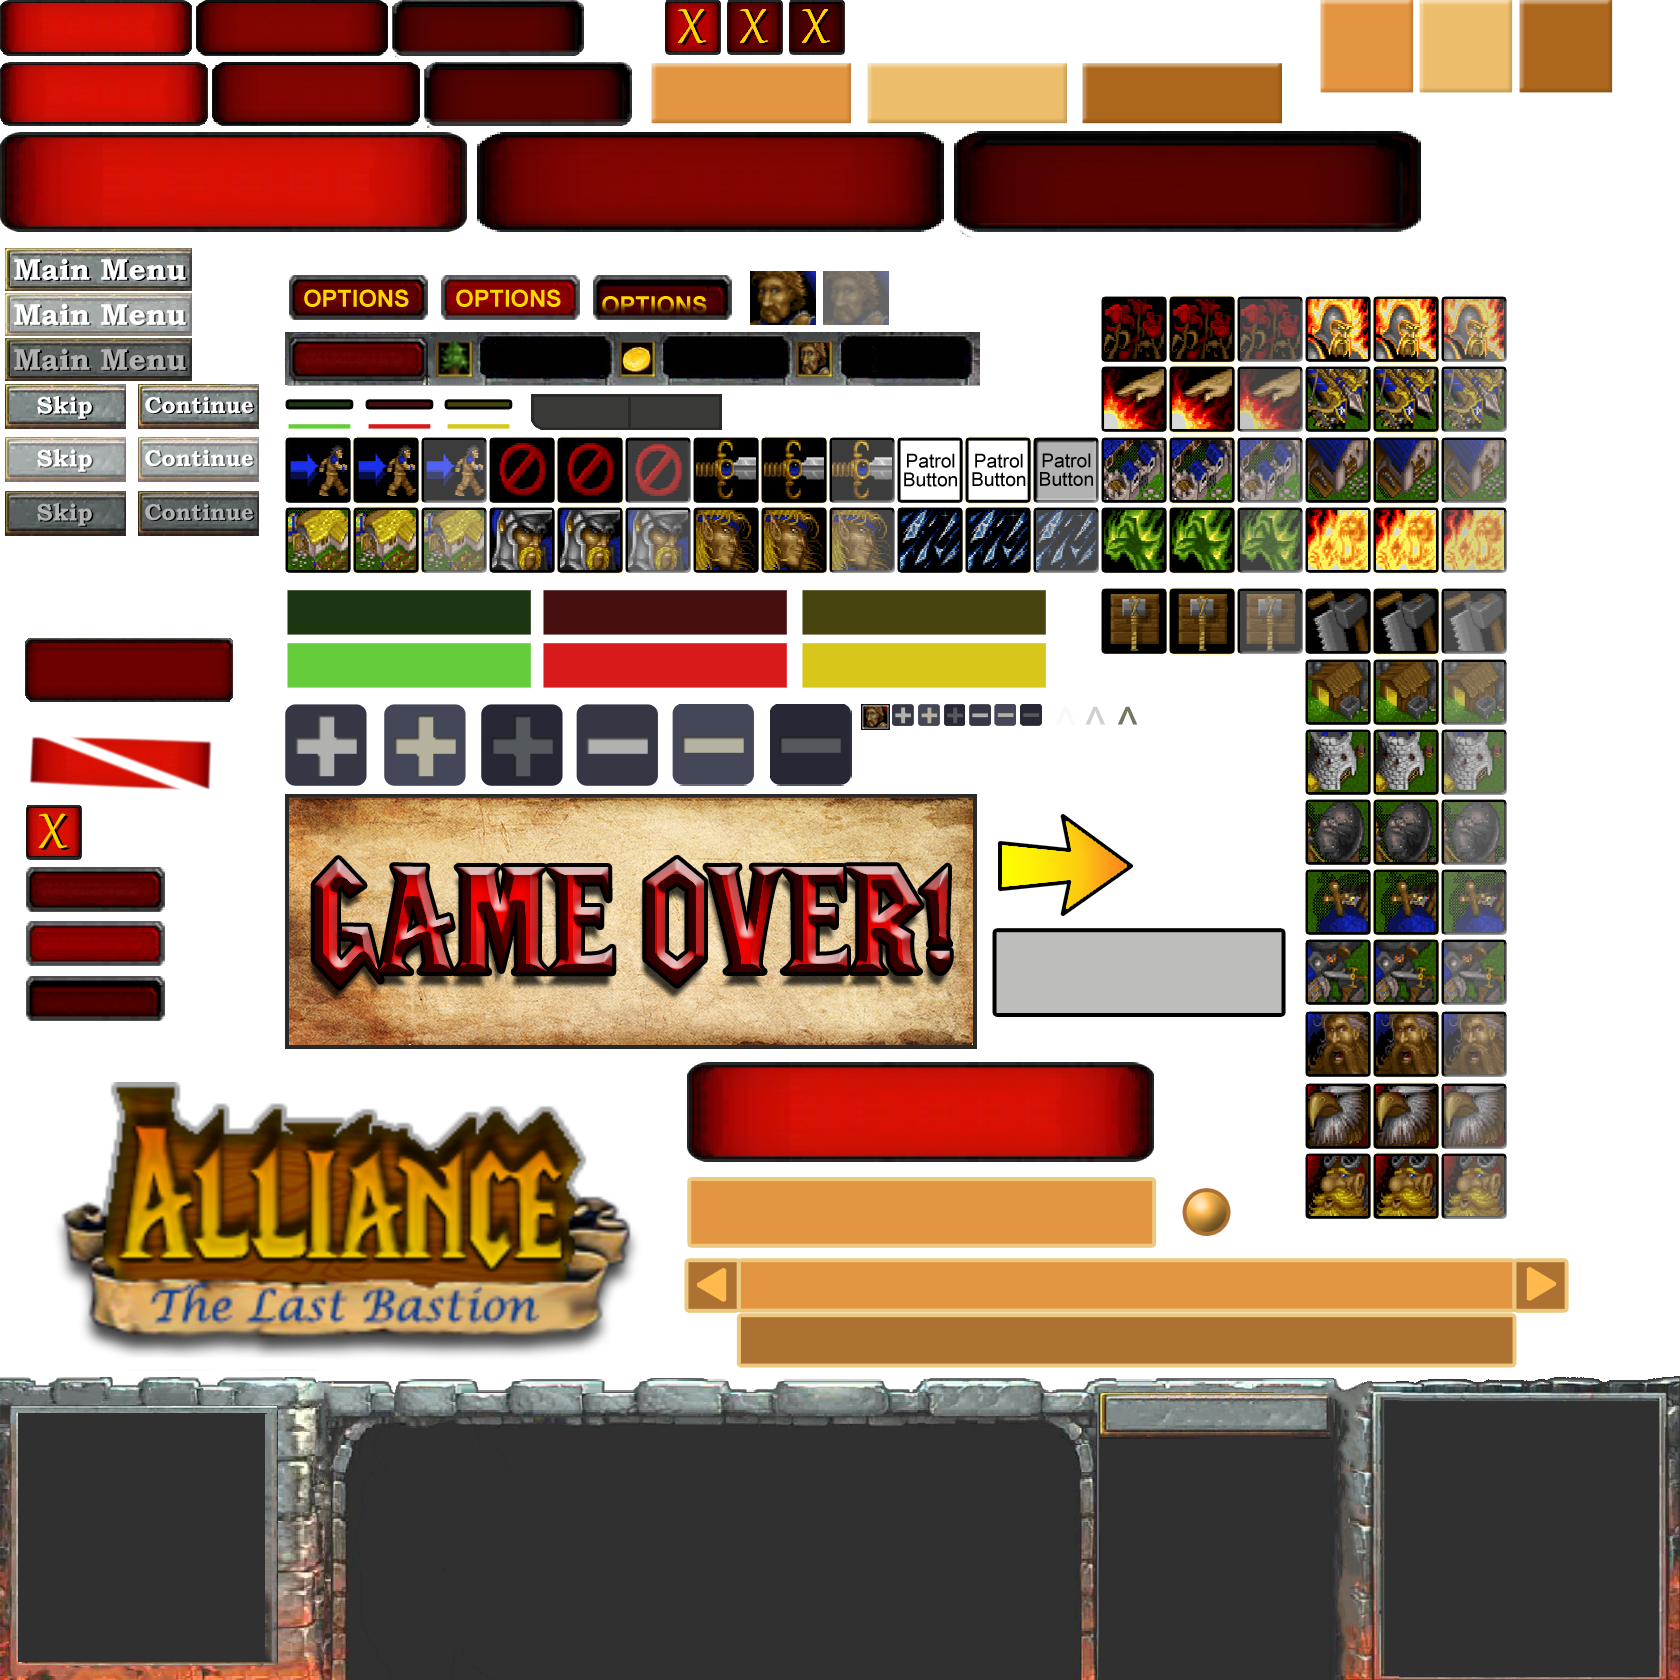 X X X
Main Menu
Main Menu
Main Menu
OPTIONS OPTIONS OPTIONS
Skip Continue
Skip Continue
Skip Continue
Patrol Button
Patrol Button
Patrol Button
X
GAME OVER!
ALLIANCE
The Last Bastion